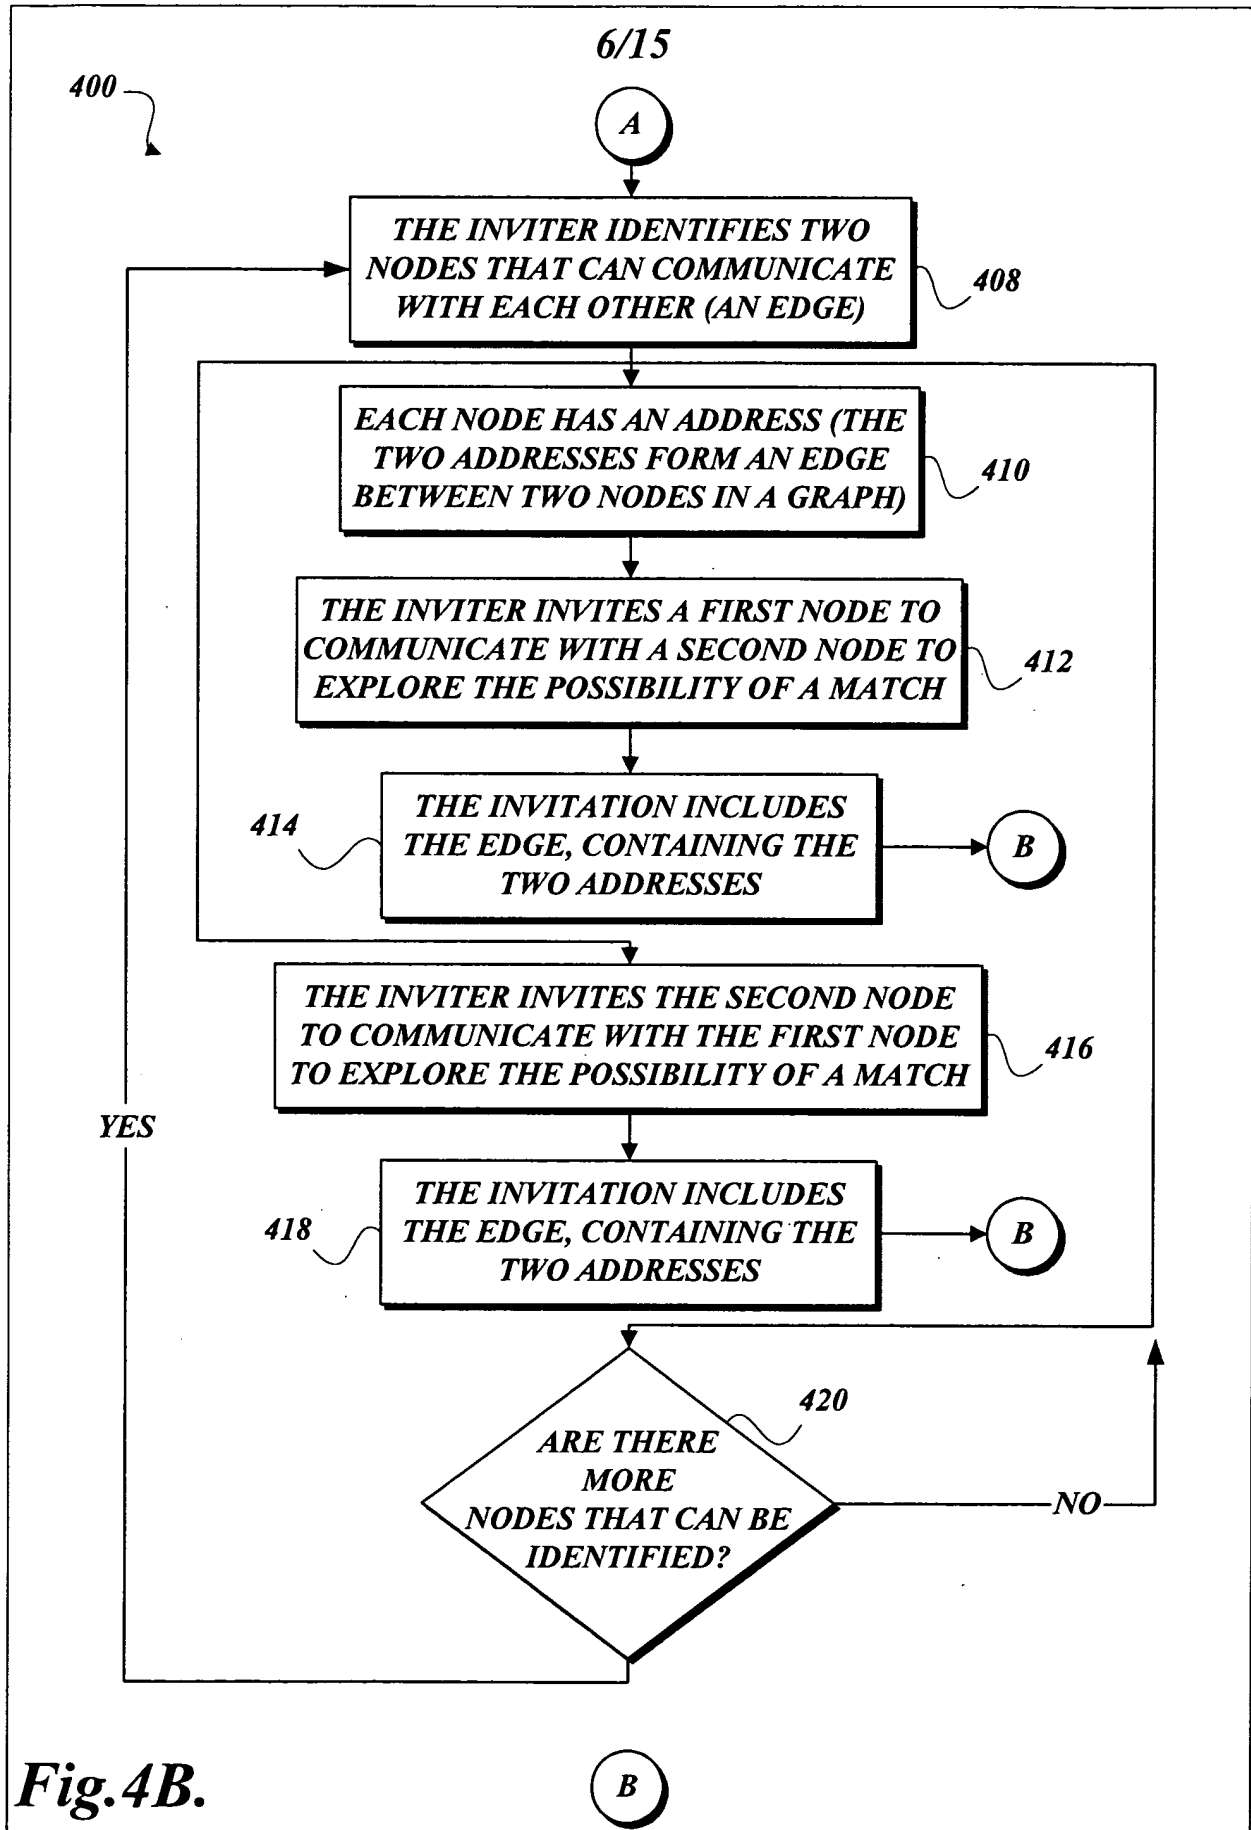 6/15
400
A
THE INVITER IDENTIFIES TWO
NODES THAT CAN COMMUNICATE
WITH EACH OTHER (AN EDGE)
408
EACH NODE HAS AN ADDRESS (THE
TWO ADDRESSES FORM AN EDGE
BETWEEN TWO NODES IN A GRAPH)
410
THE INVITER INVITES A FIRST NODE TO
COMMUNICATE WITH A SECOND NODE TO
EXPLORE THE POSSIBILITY OF A MATCH
412
414
THE INVITATION INCLUDES
THE EDGE, CONTAINING THE
TWO ADDRESSES
B
THE INVITER INVITES THE SECOND NODE
TO COMMUNICATE WITH THE FIRST NODE
TO EXPLORE THE POSSIBILITY OF A MATCH
416
YES
418
THE INVITATION INCLUDES
THE EDGE, CONTAINING THE
TWO ADDRESSES
B
420
ARE THERE
MORE
NODES THAT CAN BE
IDENTIFIED?
NO
Fig.4B.
B